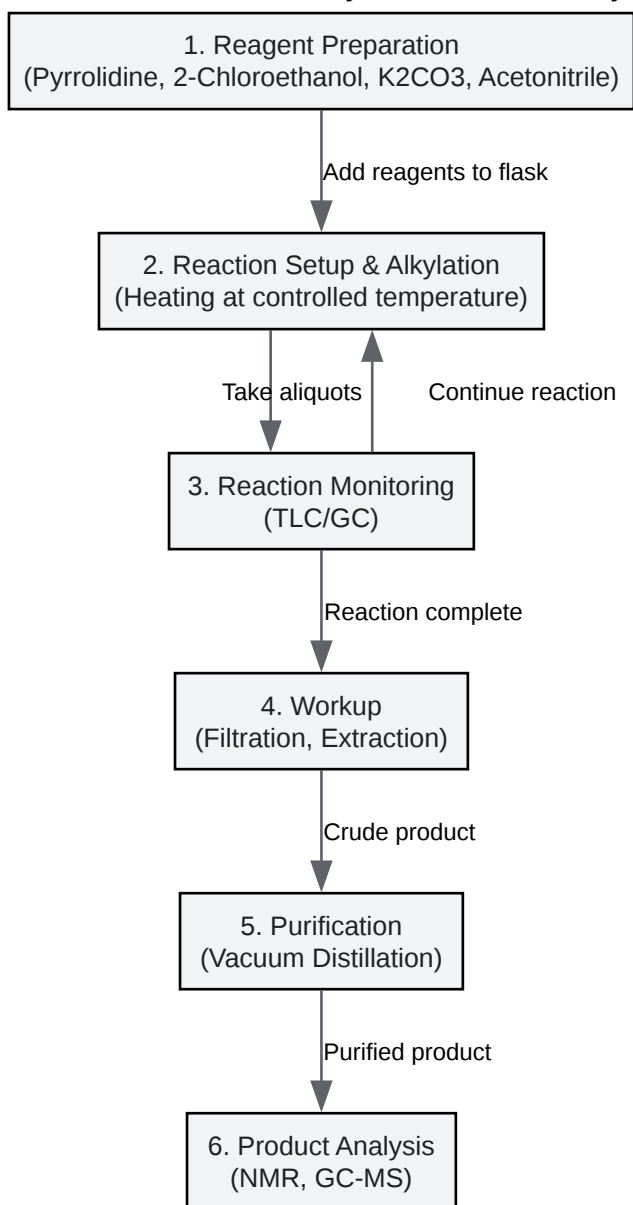 1. Reagent Preparation
(Pyrrolidine, 2-Chloroethanol, K2CO3, Acetonitrile)
Add reagents to flask
2. Reaction Setup & Alkylation
(Heating at controlled temperature)
Take aliquots
Continue reaction
3. Reaction Monitoring
(TLC/GC)
Reaction complete
4. Workup
(Filtration, Extraction)
Crude product
5. Purification
(Vacuum Distillation)
Purified product
6. Product Analysis
(NMR, GC-MS)